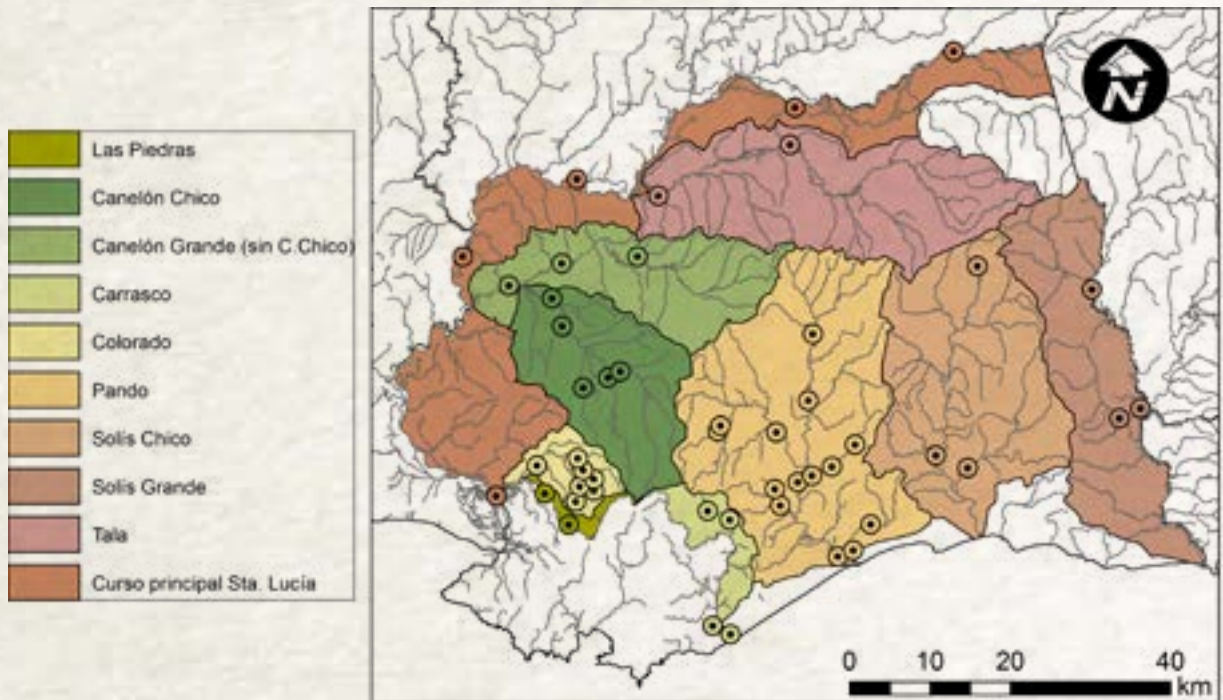 Las Piedras
Canelón Chico
Canelón Grande (sin C.Chico)
Carrasco
Colorado
Pando
Solís Chico
Solís Grande
Tala
Curso principal Sta. Lucía
N
0 10 20 40
km